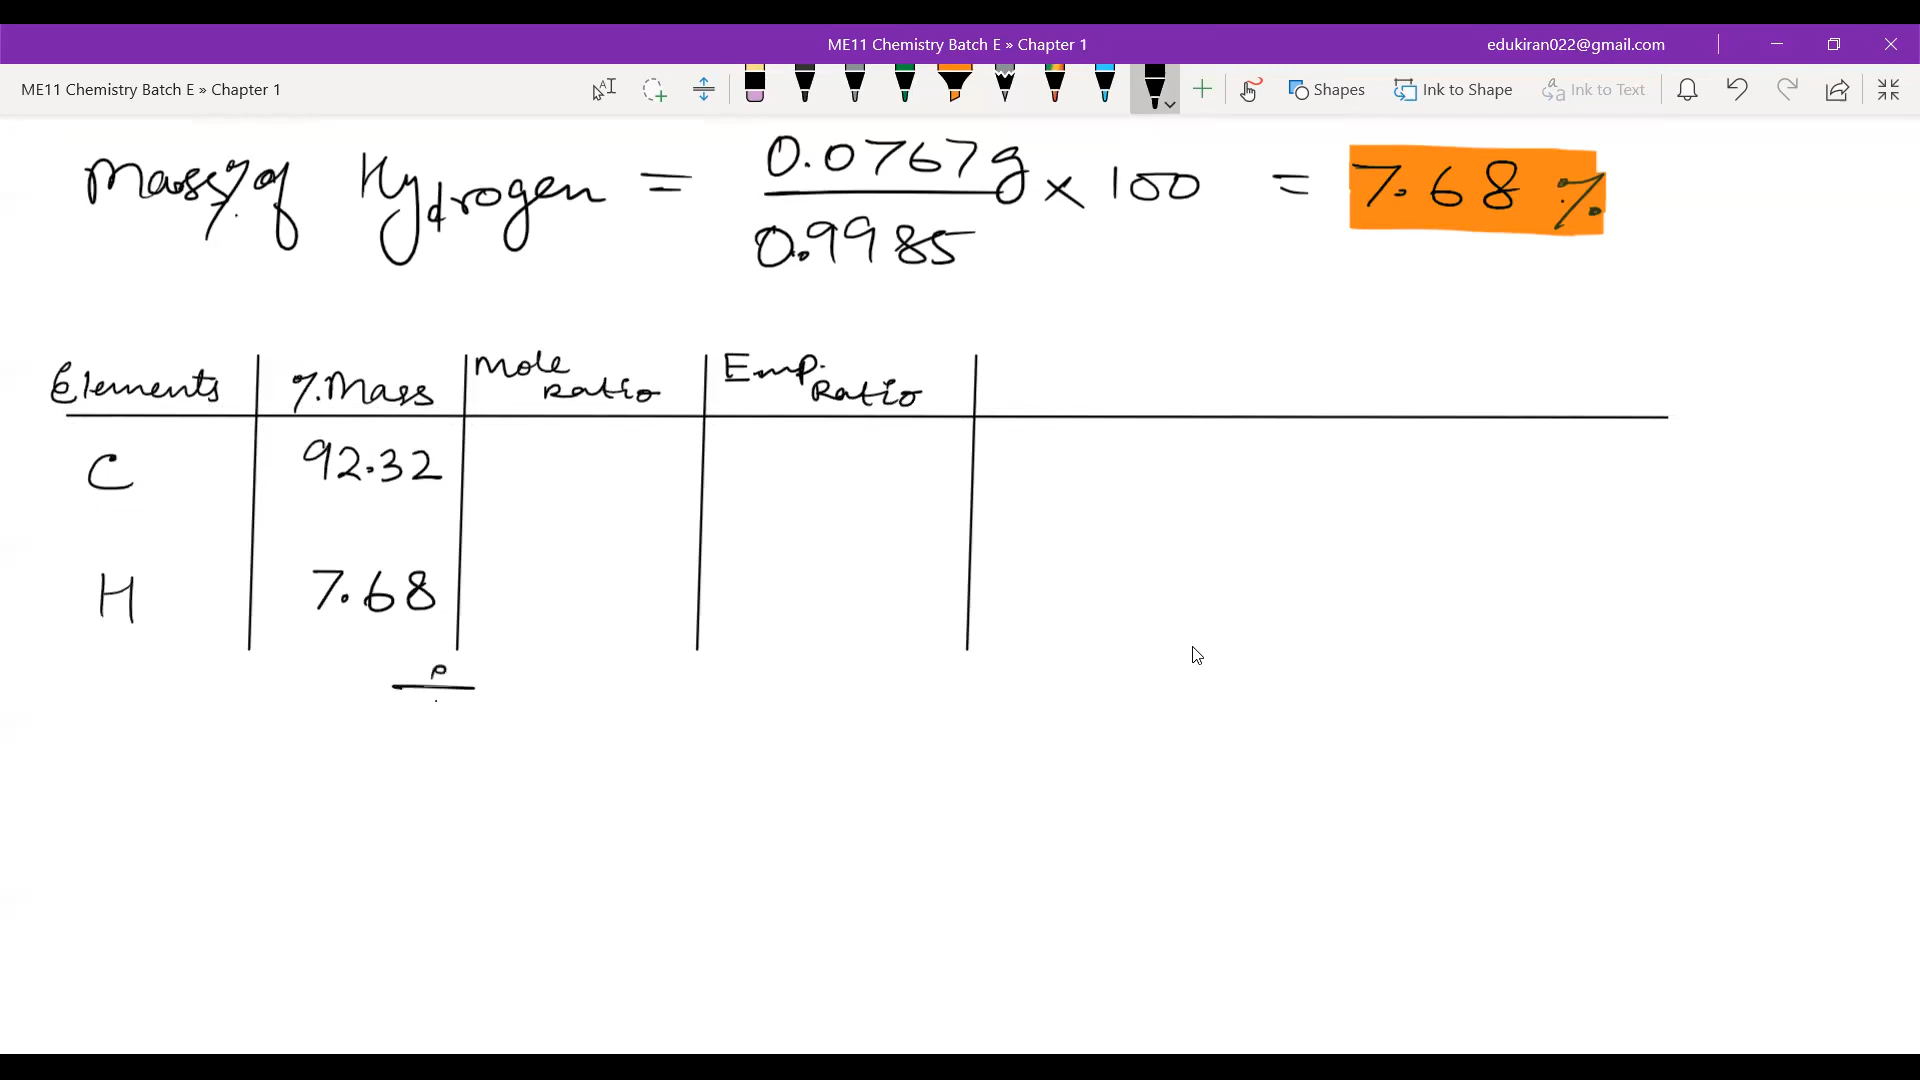 ME11 Chemistry Batch E » Chapter 1
edukiran022@gmail.com
ME11 Chemistry Batch E » Chapter 1
Shapes
Ink to Shape
Ink to Text
Mass% of Hydrogen = 0.0767g / 0.9985 × 100 = 7.68 %
Elements | %Mass | Mole Ratio | Emp. Ratio
C | 92.32
H | 7.68